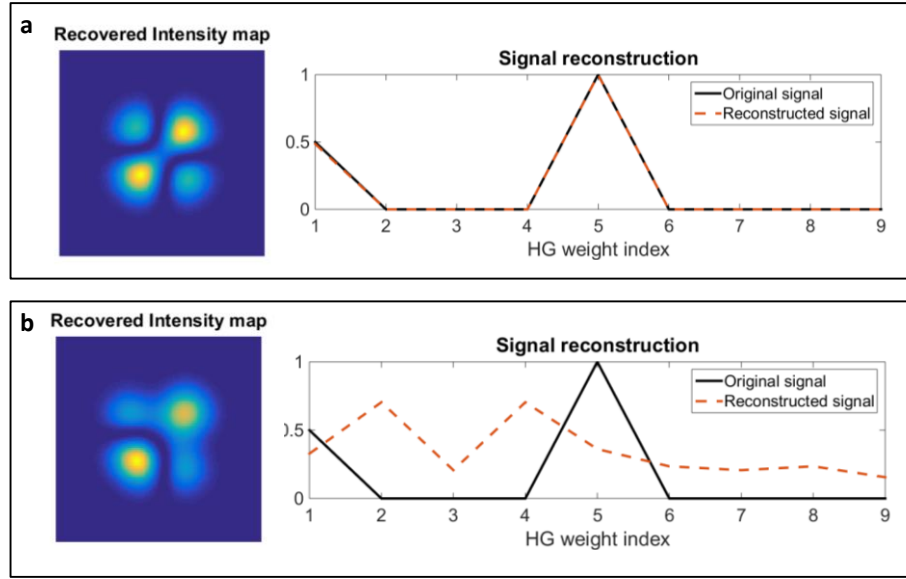 a
Recovered Intensity map
Signal reconstruction
1
0.5
0
Original signal
Reconstructed signal
1 2 3 4 5 6 7 8 9
HG weight index
b
Recovered Intensity map
Signal reconstruction
1
0.5
0
Original signal
Reconstructed signal
1 2 3 4 5 6 7 8 9
HG weight index